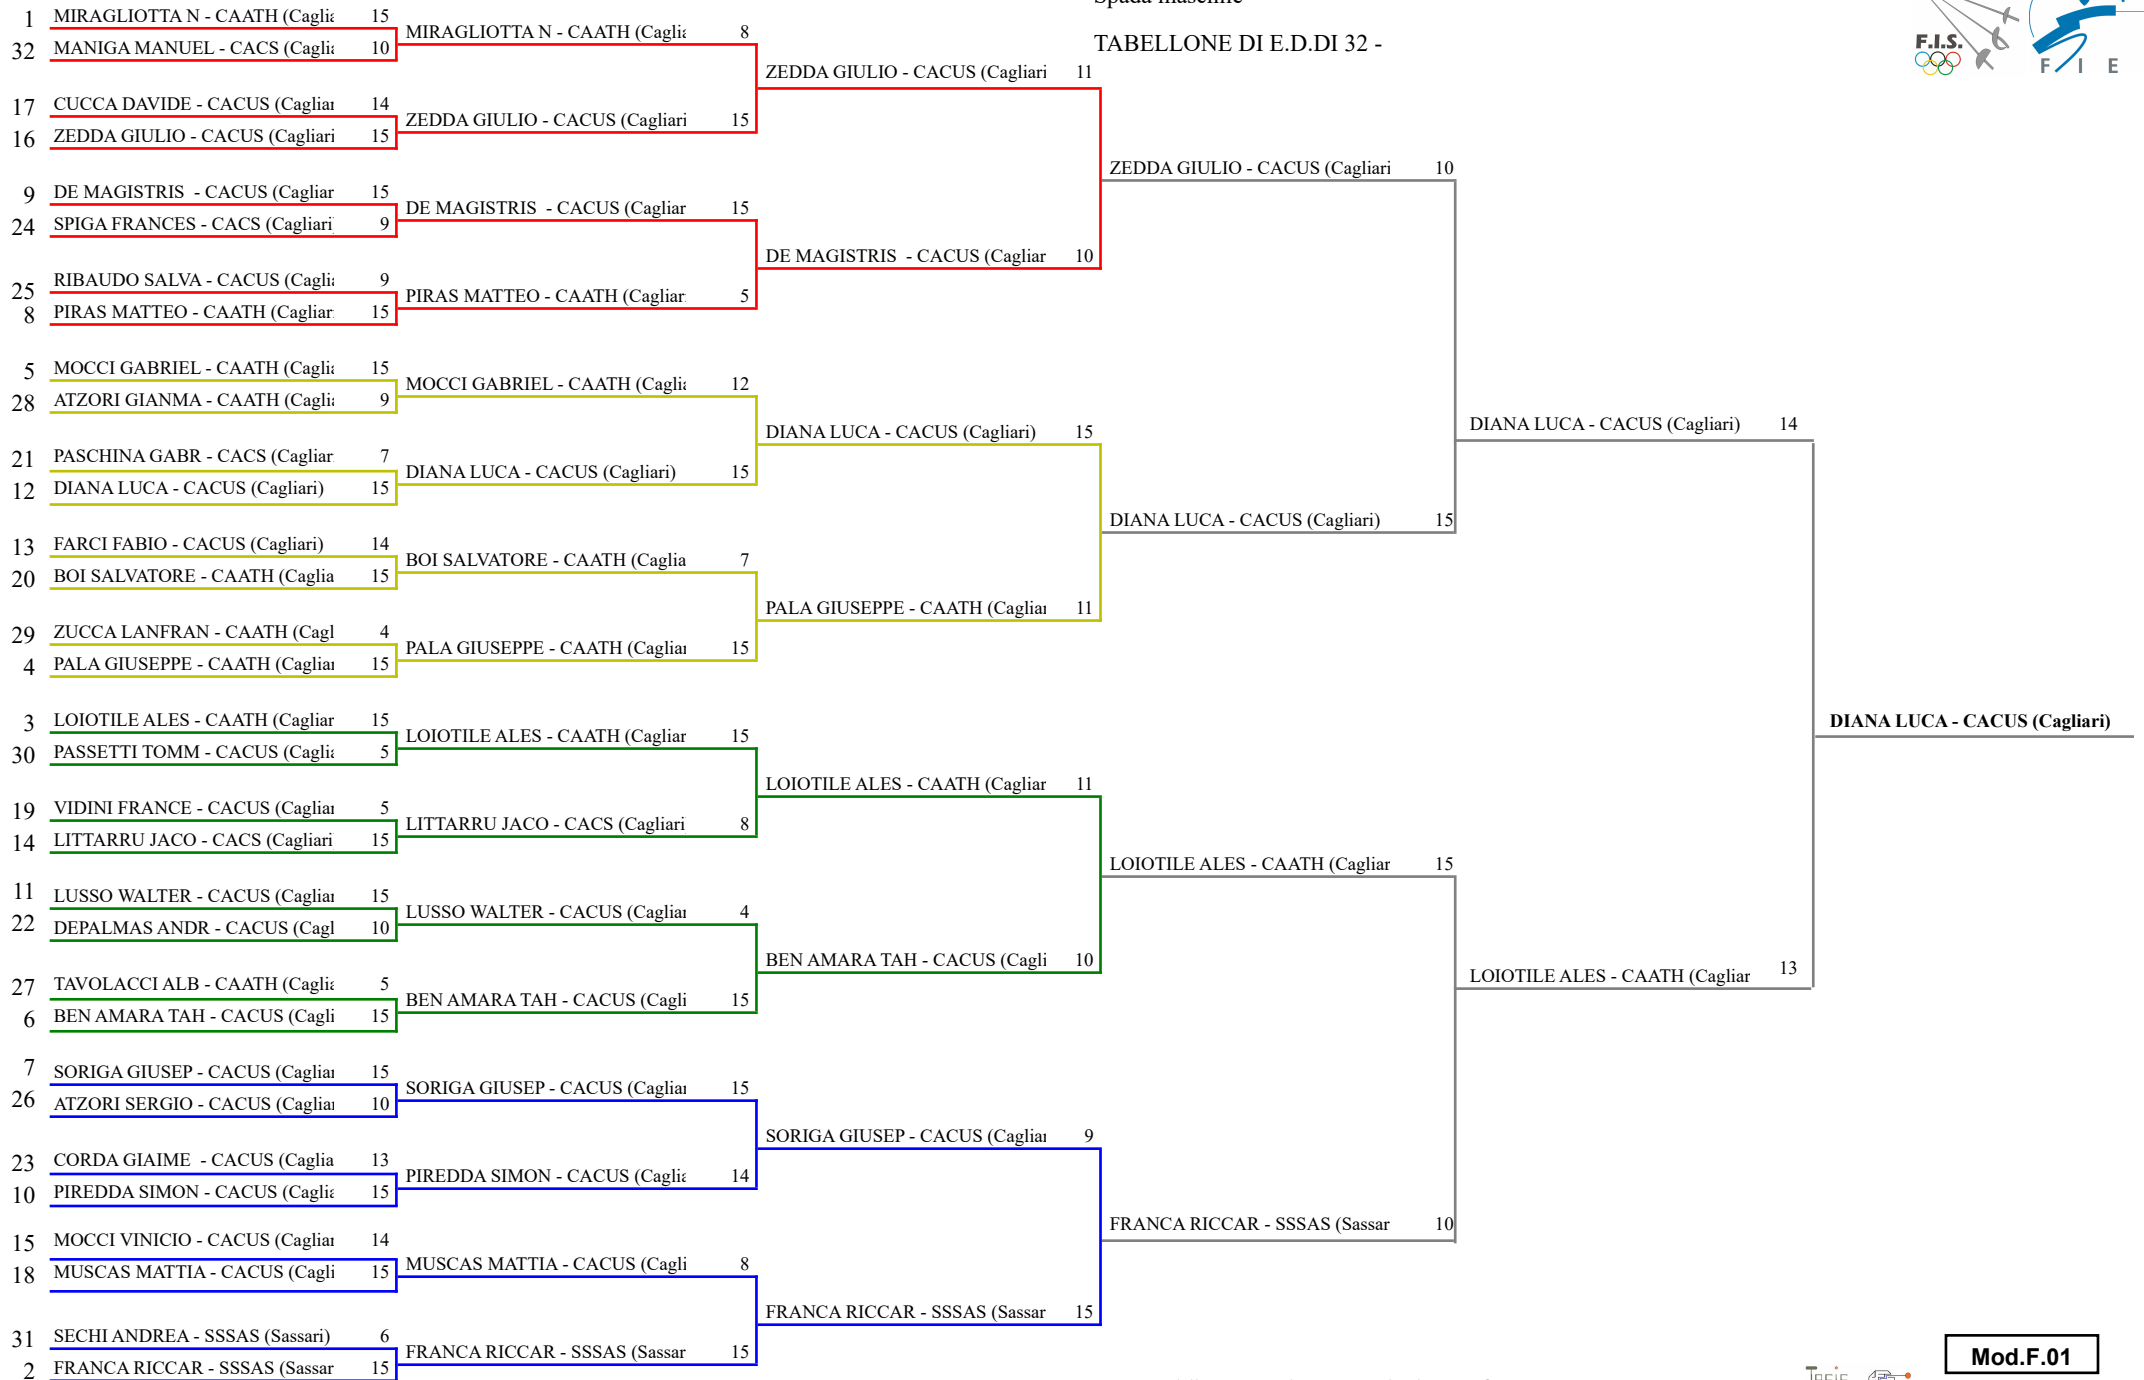 Spada maschile
TABELLONE DI E.D.DI 32 -
F.I.S.
F I E
1 MIRAGLIOTTA N - CAATH (Caglia 15
32 MANIGA MANUEL - CACS (Caglia 10
17 CUCCA DAVIDE - CACUS (Cagliar 14
16 ZEDDA GIULIO - CACUS (Cagliari 15
9 DE MAGISTRIS - CACUS (Cagliar 15
24 SPIGA FRANCES - CACS (Cagliari) 9
25 RIBAUDO SALVA - CACUS (Caglia 9
8 PIRAS MATTEO - CAATH (Cagliar 15
5 MOCCI GABRIEL - CAATH (Caglia 15
28 ATZORI GIANMA - CAATH (Caglia 9
21 PASCHINA GABR - CACS (Cagliar 7
12 DIANA LUCA - CACUS (Cagliari) 15
13 FARCI FABIO - CACUS (Cagliari) 14
20 BOI SALVATORE - CAATH (Caglia 15
29 ZUCCA LANFRAN - CAATH (Cagl 4
4 PALA GIUSEPPE - CAATH (Cagliar 15
3 LOIOTILE ALES - CAATH (Cagliar 15
30 PASSETTI TOMM - CACUS (Caglia 5
19 VIDINI FRANCE - CACUS (Cagliar 5
14 LITTARRU JACO - CACS (Cagliari 15
11 LUSSO WALTER - CACUS (Cagliar 15
22 DEPALMAS ANDR - CACUS (Cagl 10
27 TAVOLACCI ALB - CAATH (Caglia 5
6 BEN AMARA TAH - CACUS (Cagli 15
7 SORIGA GIUSEP - CACUS (Cagliar 15
26 ATZORI SERGIO - CACUS (Cagliar 10
23 CORDA GIAIME - CACUS (Caglia 13
10 PIREDDA SIMON - CACUS (Caglia 15
15 MOCCI VINICIO - CACUS (Cagliar 14
18 MUSCAS MATTIA - CACUS (Cagli 15
31 SECHI ANDREA - SSSAS (Sassari) 6
2 FRANCA RICCAR - SSSAS (Sassar 15
MIRAGLIOTTA N - CAATH (Caglia 8
ZEDDA GIULIO - CACUS (Cagliari 15
DE MAGISTRIS - CACUS (Cagliar 15
PIRAS MATTEO - CAATH (Cagliar 5
MOCCI GABRIEL - CAATH (Caglia 12
DIANA LUCA - CACUS (Cagliari) 15
BOI SALVATORE - CAATH (Caglia 7
PALA GIUSEPPE - CAATH (Cagliar 15
LOIOTILE ALES - CAATH (Cagliar 15
LITTARRU JACO - CACS (Cagliari 8
LUSSO WALTER - CACUS (Cagliar 4
BEN AMARA TAH - CACUS (Cagli 15
SORIGA GIUSEP - CACUS (Cagliar 15
PIREDDA SIMON - CACUS (Caglia 14
MUSCAS MATTIA - CACUS (Cagli 8
FRANCA RICCAR - SSSAS (Sassar 15
ZEDDA GIULIO - CACUS (Cagliari 11
DE MAGISTRIS - CACUS (Cagliar 10
DIANA LUCA - CACUS (Cagliari) 15
PALA GIUSEPPE - CAATH (Cagliar 11
LOIOTILE ALES - CAATH (Cagliar 11
BEN AMARA TAH - CACUS (Cagli 10
SORIGA GIUSEP - CACUS (Cagliar 9
FRANCA RICCAR - SSSAS (Sassar 15
ZEDDA GIULIO - CACUS (Cagliari 10
DIANA LUCA - CACUS (Cagliari) 15
LOIOTILE ALES - CAATH (Cagliar 15
FRANCA RICCAR - SSSAS (Sassar 10
DIANA LUCA - CACUS (Cagliari) 14
LOIOTILE ALES - CAATH (Cagliar 13
DIANA LUCA - CACUS (Cagliari)
Mod.F.01